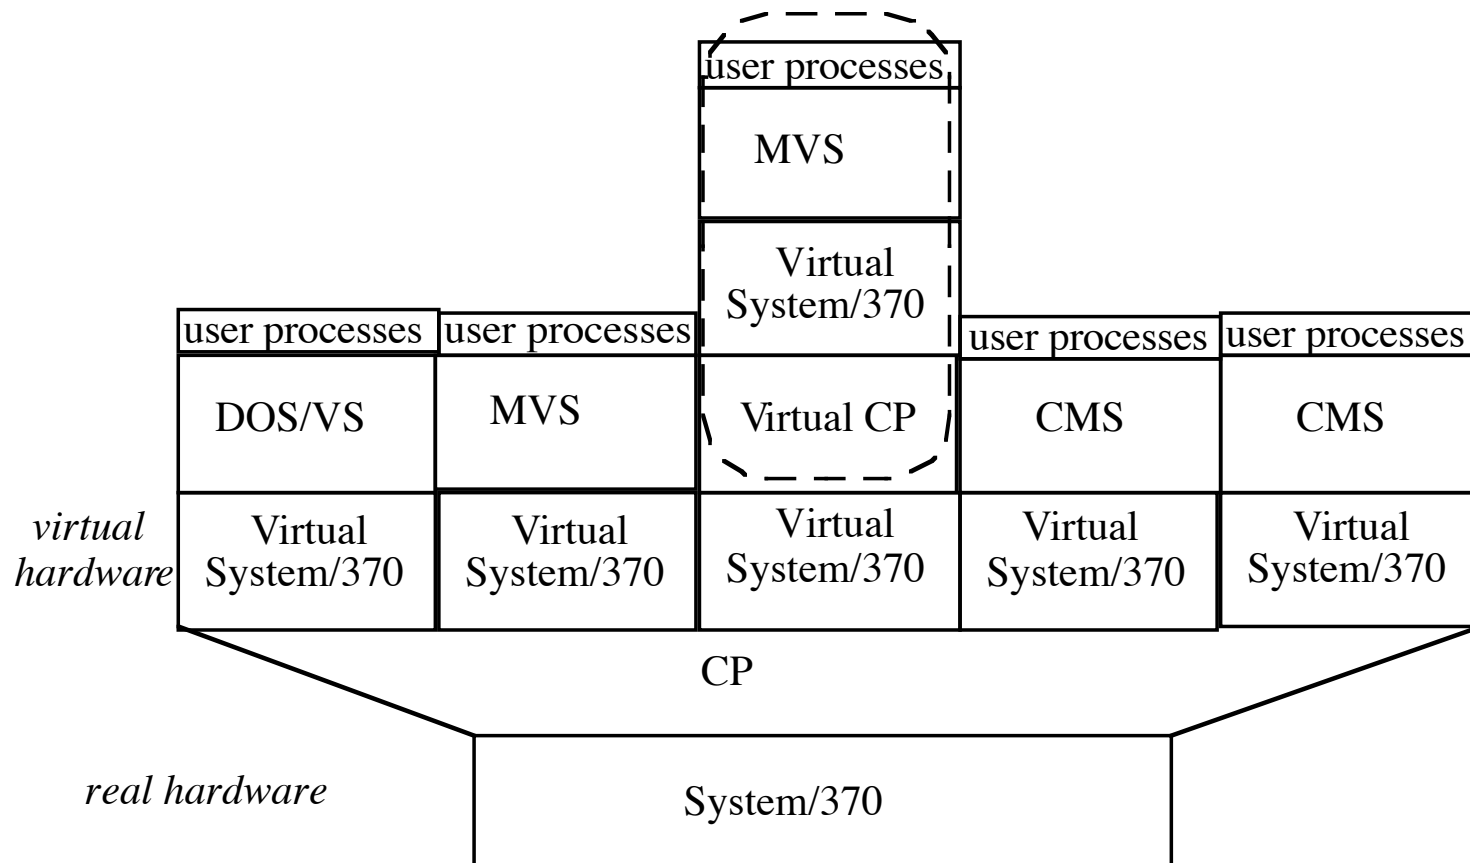 user processes
MVS
Virtual
System/370
user processes
user processes
user processes
user processes
DOS/VS
MVS
Virtual CP
CMS
CMS
virtual
hardware
Virtual
System/370
Virtual
System/370
Virtual
System/370
Virtual
System/370
Virtual
System/370
CP
real hardware
System/370